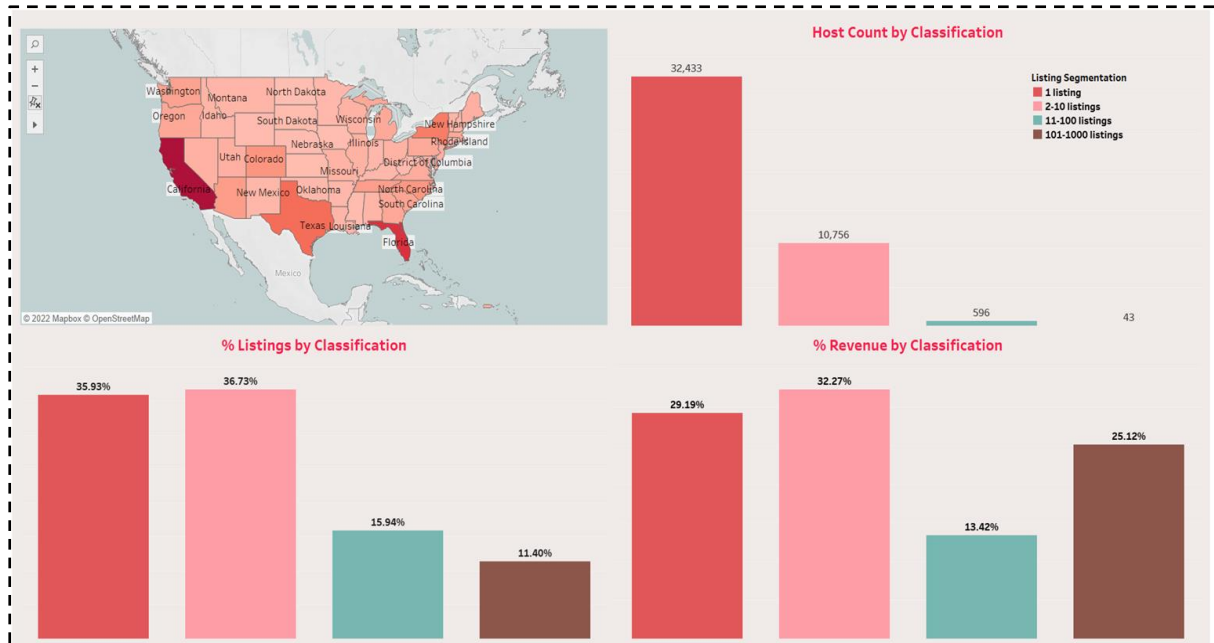 Washington
Montana
North Dakota
Oregon
Idaho
South Dakota
Wisconsin
New Hampshire
Nebraska
Illinois
Rhode Island
Utah
Colorado
Missouri
District of Columbia
California
New Mexico
Oklahoma
North Carolina
South Carolina
Texas
Louisiana
Florida
Mexico
© 2022 Mapbox © OpenStreetMap
Host Count by Classification
32,433
10,756
596
43
Listing Segmentation
1 listing
2-10 listings
11-100 listings
101-1000 listings
% Listings by Classification
35.93%
36.73%
15.94%
11.40%
% Revenue by Classification
29.19%
32.27%
13.42%
25.12%